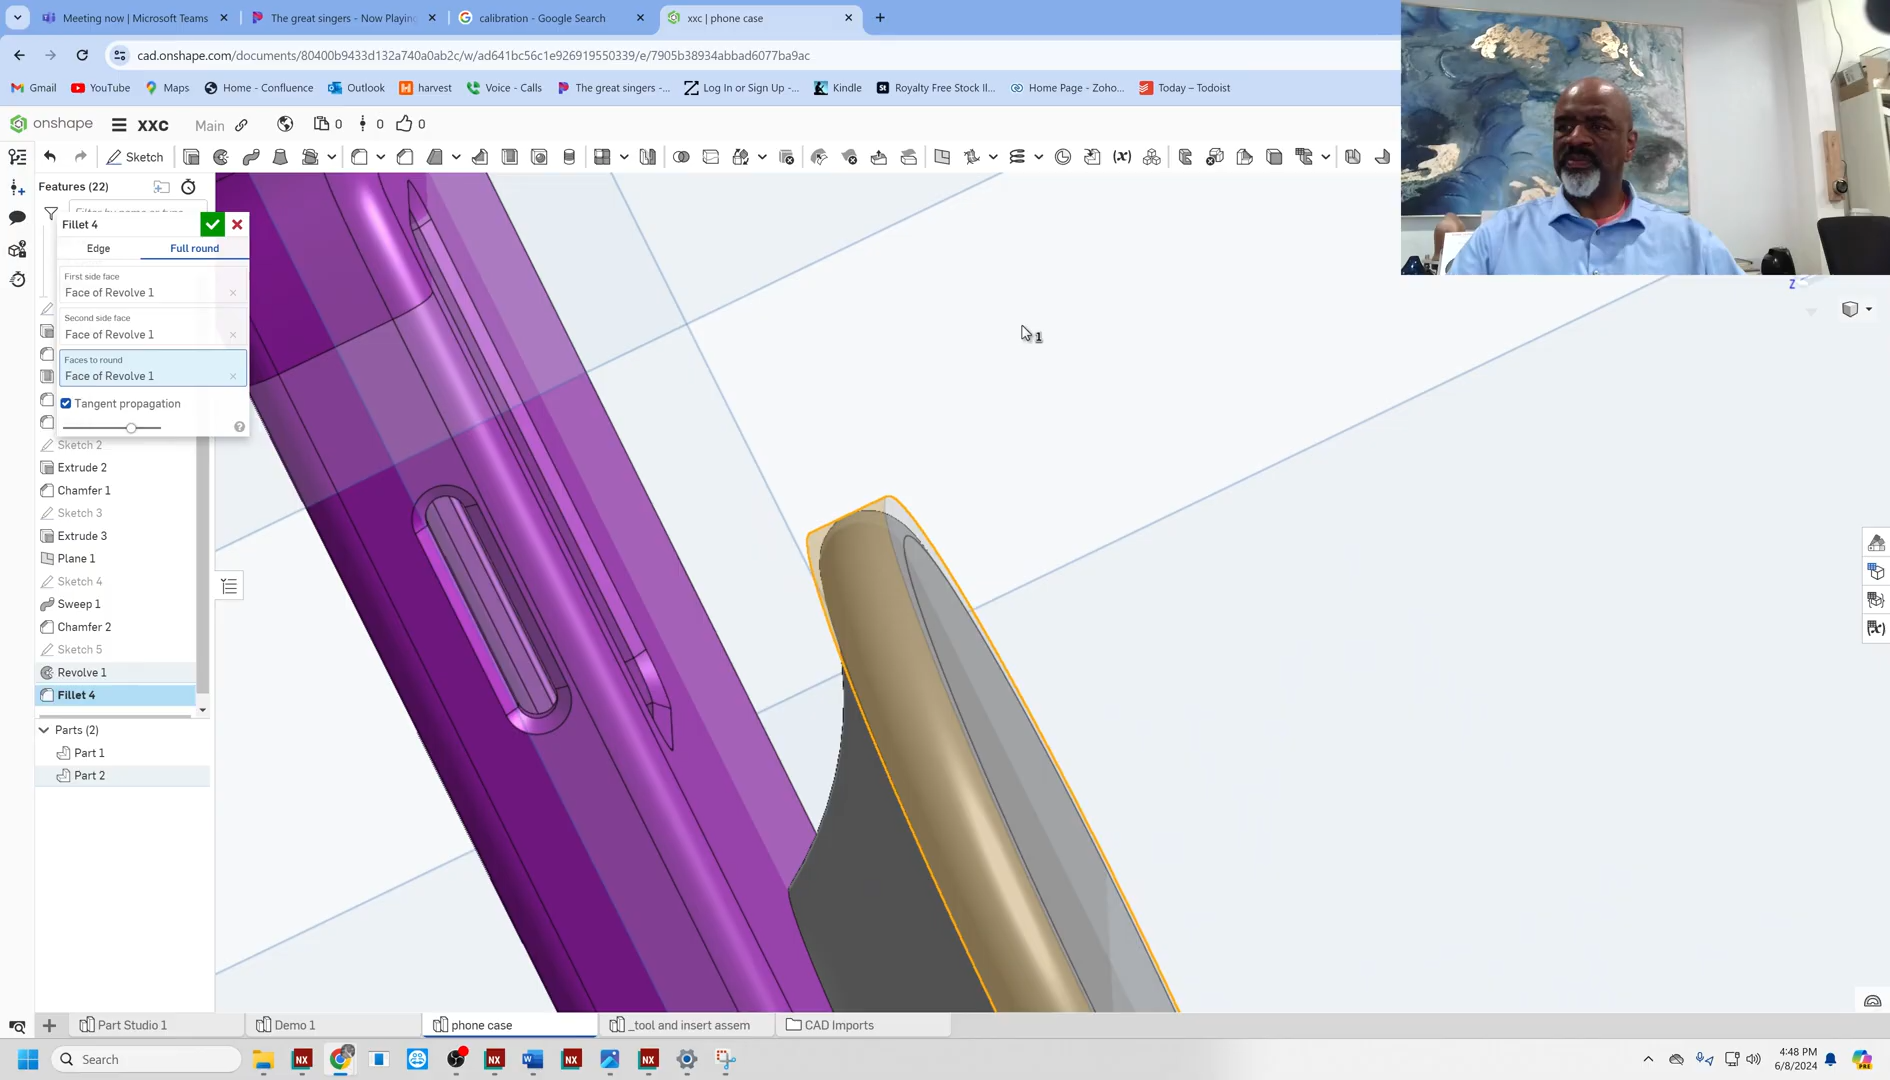 Meeting now | Microsoft Teams
The great singers - Now Playing
calibration - Google Search
xxc | phone case
cad.onshape.com/documents/80400b9433d132a740a0ab2c/w/ad641bc56c1e926919550339/e/7905b38934abbad6077ba9ac
Gmail
YouTube
Maps
Home - Confluence
Outlook
harvest
Voice - Calls
The great singers -...
Log In or Sign Up -...
Kindle
Royalty Free Stock Il...
Home Page - Zoho...
Today – Todoist
onshape
xxc
Main
0
0
0
Sketch
(x)
Features (22)
Fillet 4
Edge
Full round
First side face
Face of Revolve 1
Second side face
Face of Revolve 1
Faces to round
Face of Revolve 1
Tangent propagation
Sketch 2
Extrude 2
Chamfer 1
Sketch 3
Extrude 3
Plane 1
Sketch 4
Sweep 1
Chamfer 2
Sketch 5
Revolve 1
Fillet 4
Parts (2)
Part 1
Part 2
1
Z
(x)
Part Studio 1
Demo 1
phone case
_tool and insert assem
CAD Imports
Search
NX
NX
NX
NX
4:48 PM
6/8/2024